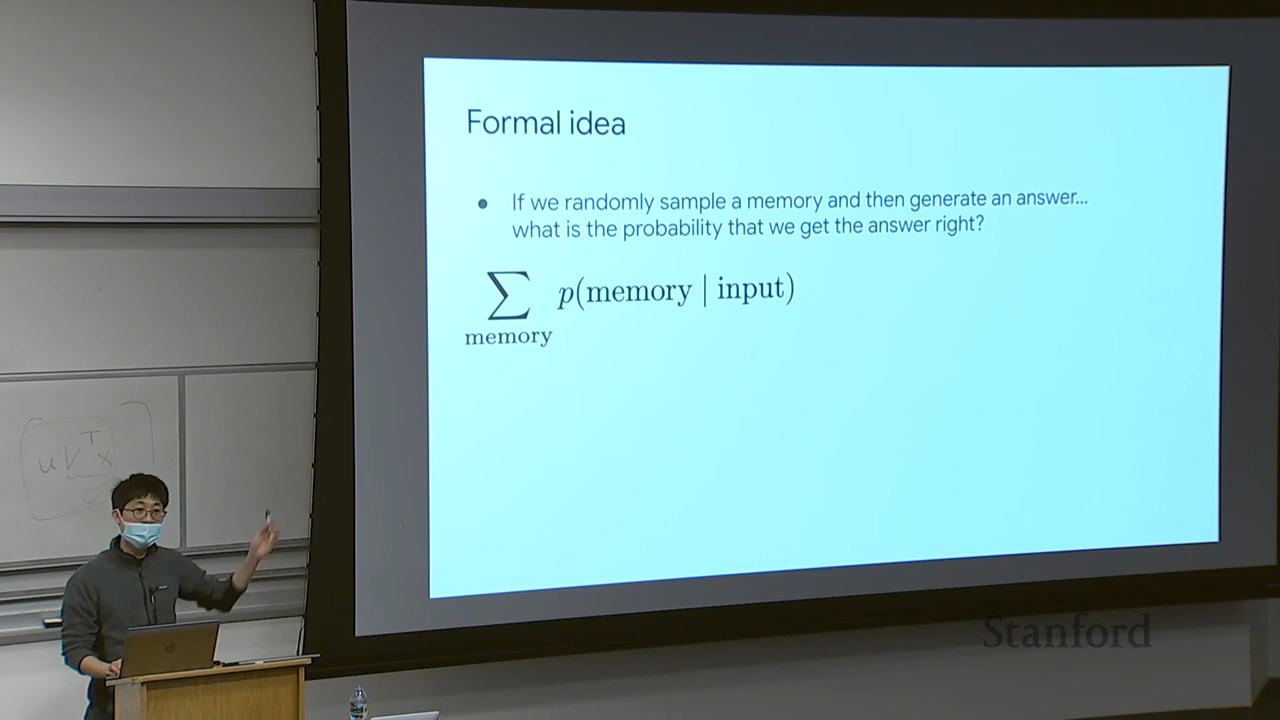 Formal idea
● If we randomly sample a memory and then generate an answer...
what is the probability that we get the answer right?
∑ p(memory | input)
memory
u V^T x
Stanford